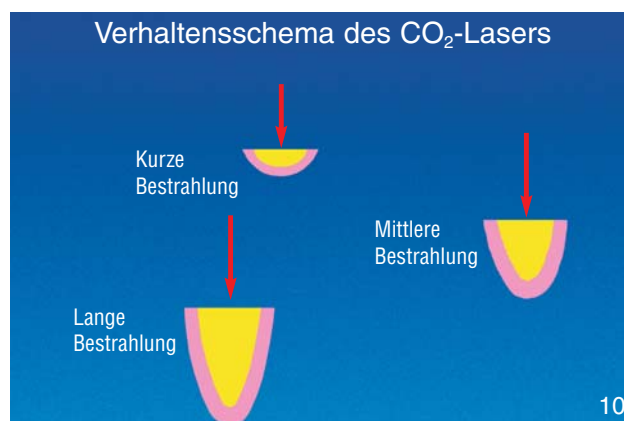 Verhaltensschema des CO₂-Lasers
Kurze
Bestrahlung
Mittlere
Bestrahlung
Lange
Bestrahlung
10